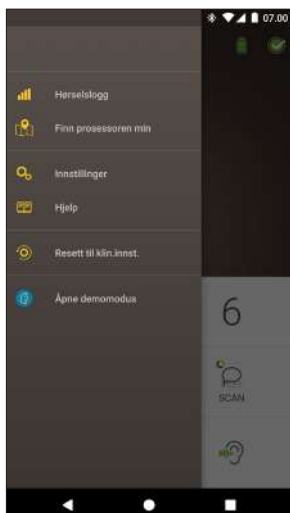 07.00
Hørselslogg
Finn prosessoren min
Innstillinger
Hjelp
Resett til klin.innst.
Åpne demomodus
6
SCAN